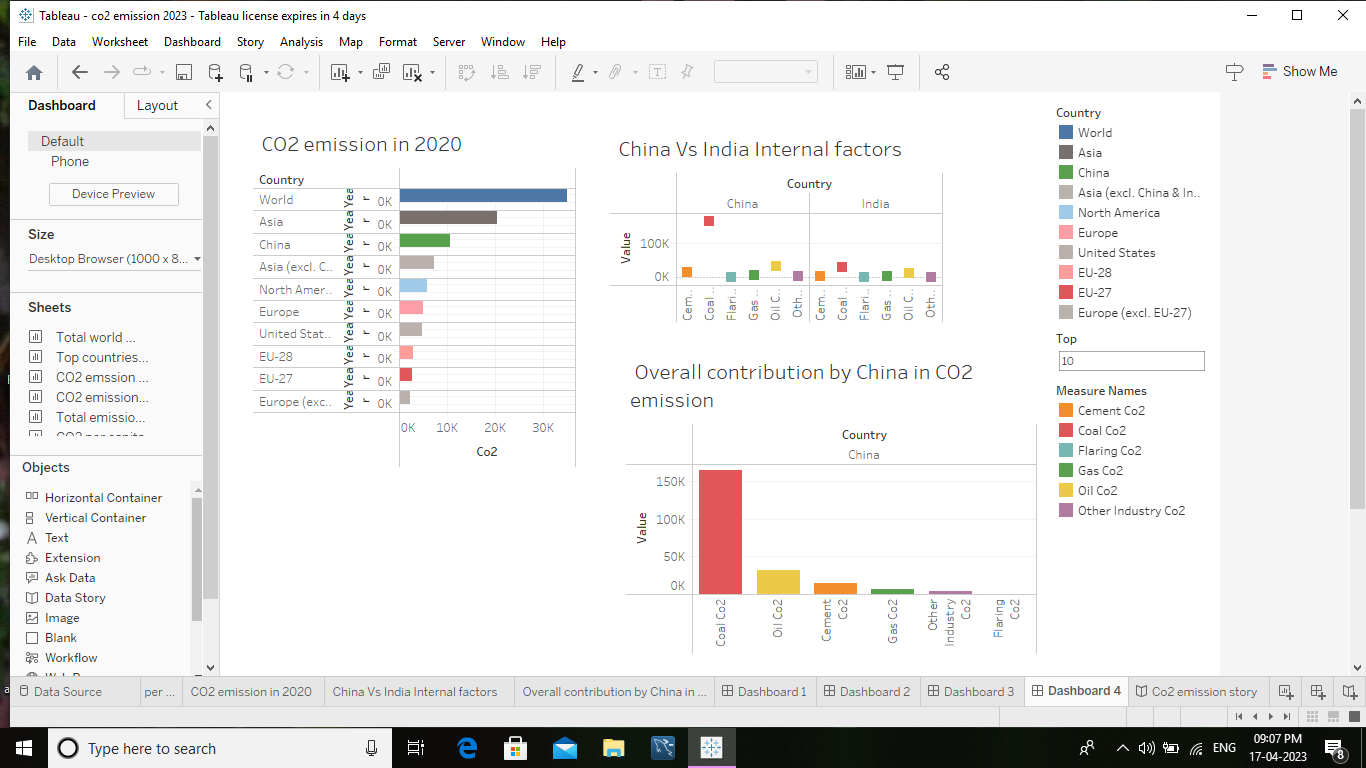 Tableau - co2 emission 2023 - Tableau license expires in 4 days
File Data Worksheet Dashboard Story Analysis Map Format Server Window Help
Show Me
Dashboard Layout
Default
Phone
Device Preview
Size
Desktop Browser (1000 x 8...
Sheets
Total world ...
Top countries...
CO2 emssion ...
CO2 emission...
Total emissio...
Objects
Horizontal Container
Vertical Container
Text
Extension
Ask Data
Data Story
Image
Blank
Workflow
CO2 emission in 2020
Country
World Yea 0K
Asia Yea 0K
China Yea 0K
Asia (excl. C.. Yea 0K
North Amer.. Yea 0K
Europe Yea 0K
United Stat.. Yea 0K
EU-28 Yea 0K
EU-27 Yea 0K
Europe (exc.. Yea 0K
0K 10K 20K 30K
Co2
China Vs India Internal factors
Country
China India
Value
100K
0K
Cem.. Coal .. Flari.. Gas .. Oil C.. Oth.. Cem.. Coal .. Flari.. Gas .. Oil C.. Oth..
Overall contribution by China in CO2
emission
Country
China
Value
150K
100K
50K
0K
Coal Co2
Oil Co2
Cement
Co2
Gas Co2
Other
Industry
Co2
Flaring
Co2
Country
World
Asia
China
Asia (excl. China & In..
North America
Europe
United States
EU-28
EU-27
Europe (excl. EU-27)
Top
10
Measure Names
Cement Co2
Coal Co2
Flaring Co2
Gas Co2
Oil Co2
Other Industry Co2
Data Source per ... CO2 emission in 2020 China Vs India Internal factors Overall contribution by China in ... Dashboard 1 Dashboard 2 Dashboard 3 Dashboard 4 Co2 emission story
Type here to search
ENG
09:07 PM
17-04-2023
8